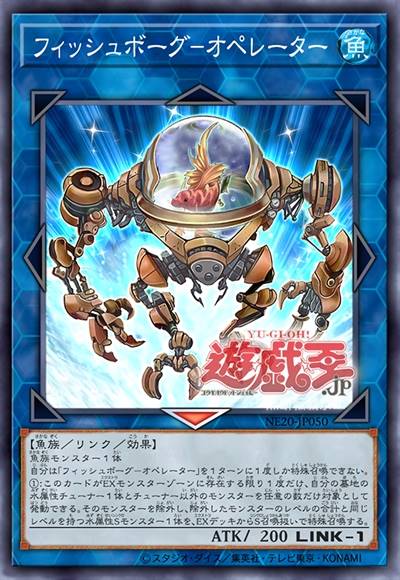 フィッシュボーグ－オペレーター
魚
YU-GI-OH!
遊戯季
.JP
NE20-JP050
【魚族／リンク／効果】
魚族モンスター１体
自分は「フィッシュボーグ－オペレーター」を１ターンに１度しか特殊召喚できない。
①：このカードがEXモンスターゾーンに存在する限り１度だけ、自分の墓地の
水属性チューナー１体とチューナー以外のモンスターを任意の数だけ対象として
発動できる。そのモンスターを除外し、除外したモンスターのレベルの合計と同じ
レベルを持つ水属性Ｓモンスター１体を、EXデッキからＳ召喚扱いで特殊召喚する。
ATK/ 200 LINK-1
©スタジオ・ダイス／集英社・テレビ東京・KONAMI